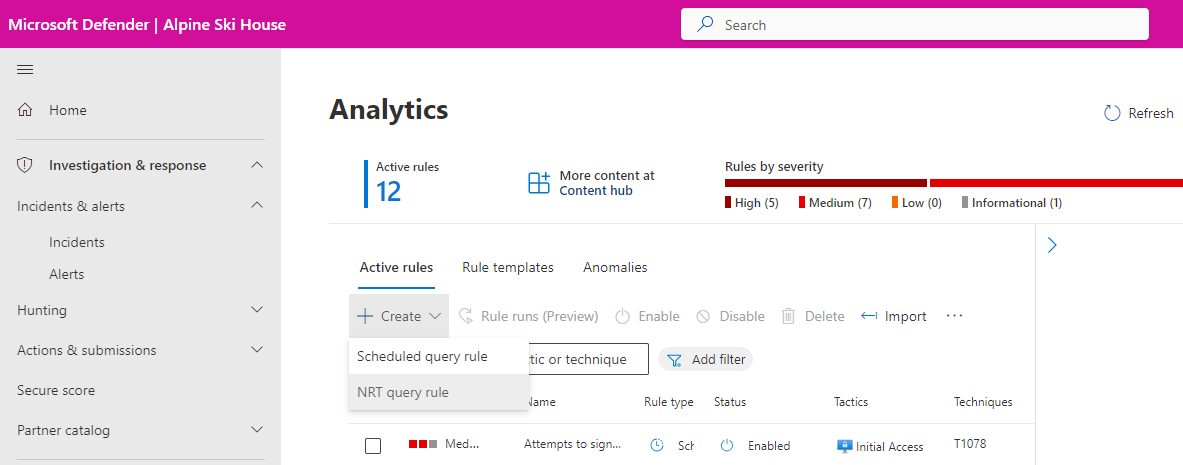 Microsoft Defender | Alpine Ski House
Search
Home
Investigation & response
Incidents & alerts
Incidents
Alerts
Hunting
Actions & submissions
Secure score
Partner catalog
Analytics
Refresh
Active rules
12
More content at
Content hub
Rules by severity
High (5) Medium (7) Low (0) Informational (1)
Active rules Rule templates Anomalies
Create Rule runs (Preview) Enable Disable Delete Import ...
Scheduled query rule
NRT query rule
or technique
Add filter
Name Rule type Status Tactics Techniques
Med... Attempts to sign... Sch Enabled Initial Access T1078